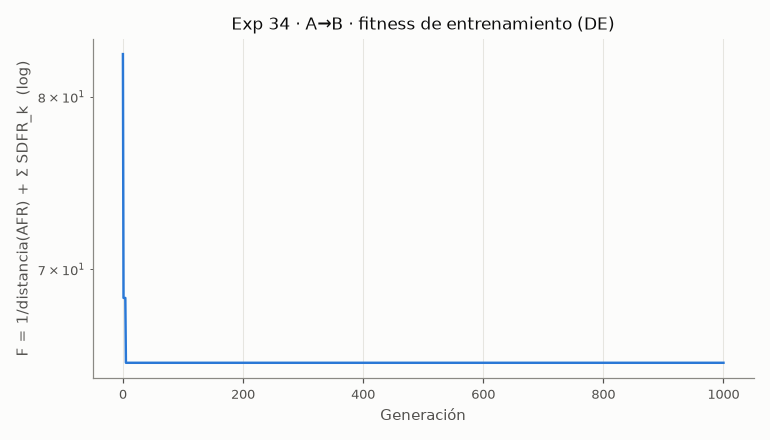 Exp 34 · A→B · fitness de entrenamiento (DE)
F = 1/distancia(AFR) + Σ SDFR_k (log)
8 × 10¹
7 × 10¹
0 200 400 600 800 1000
Generación